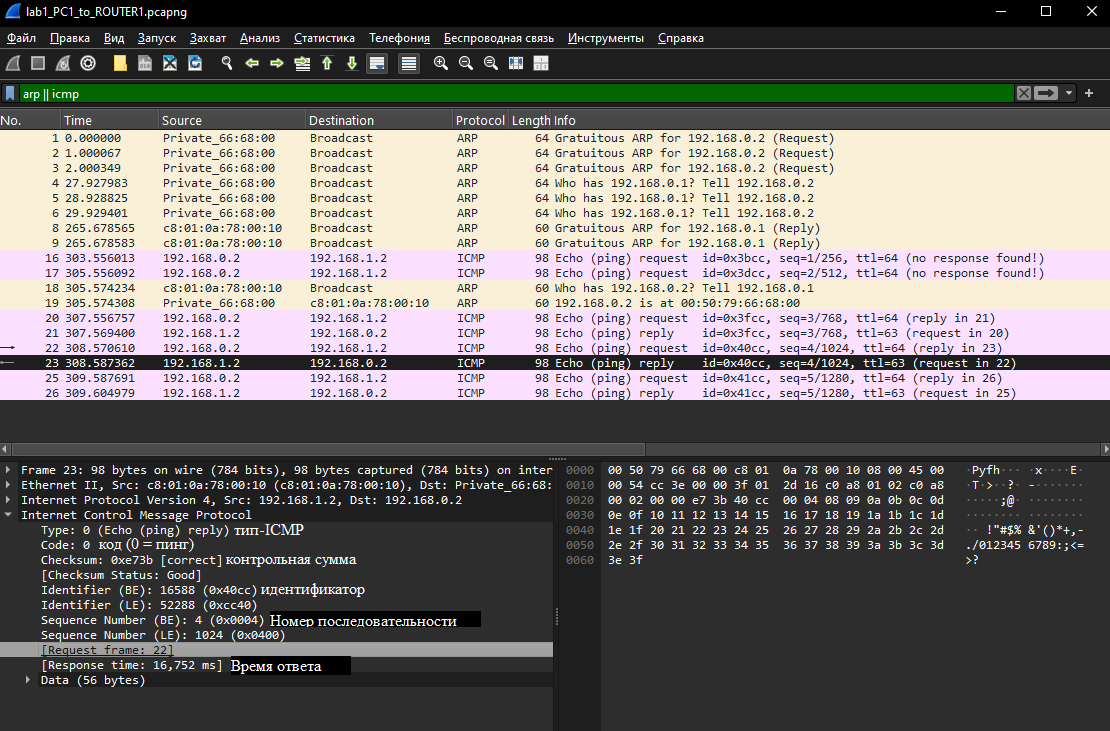 lab1_PC1_to_ROUTER1.pcapng
Файл Правка Вид Запуск Захват Анализ Статистика Телефония Беспроводная связь Инструменты Справка
arp || icmp
No. Time Source Destination Protocol Length Info
1 0.000000 Private_66:68:00 Broadcast ARP 64 Gratuitous ARP for 192.168.0.2 (Request)
2 1.000067 Private_66:68:00 Broadcast ARP 64 Gratuitous ARP for 192.168.0.2 (Request)
3 2.000349 Private_66:68:00 Broadcast ARP 64 Gratuitous ARP for 192.168.0.2 (Request)
4 27.927983 Private_66:68:00 Broadcast ARP 64 Who has 192.168.0.1? Tell 192.168.0.2
5 28.928825 Private_66:68:00 Broadcast ARP 64 Who has 192.168.0.1? Tell 192.168.0.2
6 29.929401 Private_66:68:00 Broadcast ARP 64 Who has 192.168.0.1? Tell 192.168.0.2
8 265.678565 c8:01:0a:78:00:10 Broadcast ARP 60 Gratuitous ARP for 192.168.0.1 (Reply)
9 265.678583 c8:01:0a:78:00:10 Broadcast ARP 60 Gratuitous ARP for 192.168.0.1 (Reply)
16 303.556013 192.168.0.2 192.168.1.2 ICMP 98 Echo (ping) request id=0x3bcc, seq=1/256, ttl=64 (no response found!)
17 305.556092 192.168.0.2 192.168.1.2 ICMP 98 Echo (ping) request id=0x3dcc, seq=2/512, ttl=64 (no response found!)
18 305.574234 c8:01:0a:78:00:10 Broadcast ARP 60 Who has 192.168.0.2? Tell 192.168.0.1
19 305.574308 Private_66:68:00 c8:01:0a:78:00:10 ARP 60 192.168.0.2 is at 00:50:79:66:68:00
20 307.556757 192.168.0.2 192.168.1.2 ICMP 98 Echo (ping) request id=0x3fcc, seq=3/768, ttl=64 (reply in 21)
21 307.569400 192.168.1.2 192.168.0.2 ICMP 98 Echo (ping) reply id=0x3fcc, seq=3/768, ttl=63 (request in 20)
22 308.570610 192.168.0.2 192.168.1.2 ICMP 98 Echo (ping) request id=0x40cc, seq=4/1024, ttl=64 (reply in 23)
23 308.587362 192.168.1.2 192.168.0.2 ICMP 98 Echo (ping) reply id=0x40cc, seq=4/1024, ttl=63 (request in 22)
25 309.587691 192.168.0.2 192.168.1.2 ICMP 98 Echo (ping) request id=0x41cc, seq=5/1280, ttl=64 (reply in 26)
26 309.604979 192.168.1.2 192.168.0.2 ICMP 98 Echo (ping) reply id=0x41cc, seq=5/1280, ttl=63 (request in 25)
Frame 23: 98 bytes on wire (784 bits), 98 bytes captured (784 bits) on inter
Ethernet II, Src: c8:01:0a:78:00:10 (c8:01:0a:78:00:10), Dst: Private_66:68:
Internet Protocol Version 4, Src: 192.168.1.2, Dst: 192.168.0.2
Internet Control Message Protocol
Type: 0 (Echo (ping) reply) тип-ICMP
Code: 0 код (0 = пинг)
Checksum: 0xe73b [correct] контрольная сумма
[Checksum Status: Good]
Identifier (BE): 16588 (0x40cc) идентификатор
Identifier (LE): 52288 (0xcc40)
Sequence Number (BE): 4 (0x0004) Номер последовательности
Sequence Number (LE): 1024 (0x0400)
[Request frame: 22]
[Response time: 16,752 ms] Время ответа
Data (56 bytes)
0000 00 50 79 66 68 00 c8 01 0a 78 00 10 08 00 45 00 ·Pyfh··· ·x····E·
0010 00 54 cc 3e 00 00 3f 01 2d 16 c0 a8 01 02 c0 a8 ·T·>··?· -·······
0020 00 02 00 00 e7 3b 40 cc 00 04 08 09 0a 0b 0c 0d ·····;@· ········
0030 0e 0f 10 11 12 13 14 15 16 17 18 19 1a 1b 1c 1d ········ ········
0040 1e 1f 20 21 22 23 24 25 26 27 28 29 2a 2b 2c 2d ·· !"#$% &'()*+,-
0050 2e 2f 30 31 32 33 34 35 36 37 38 39 3a 3b 3c 3d ./012345 6789:;<=
0060 3e 3f >?